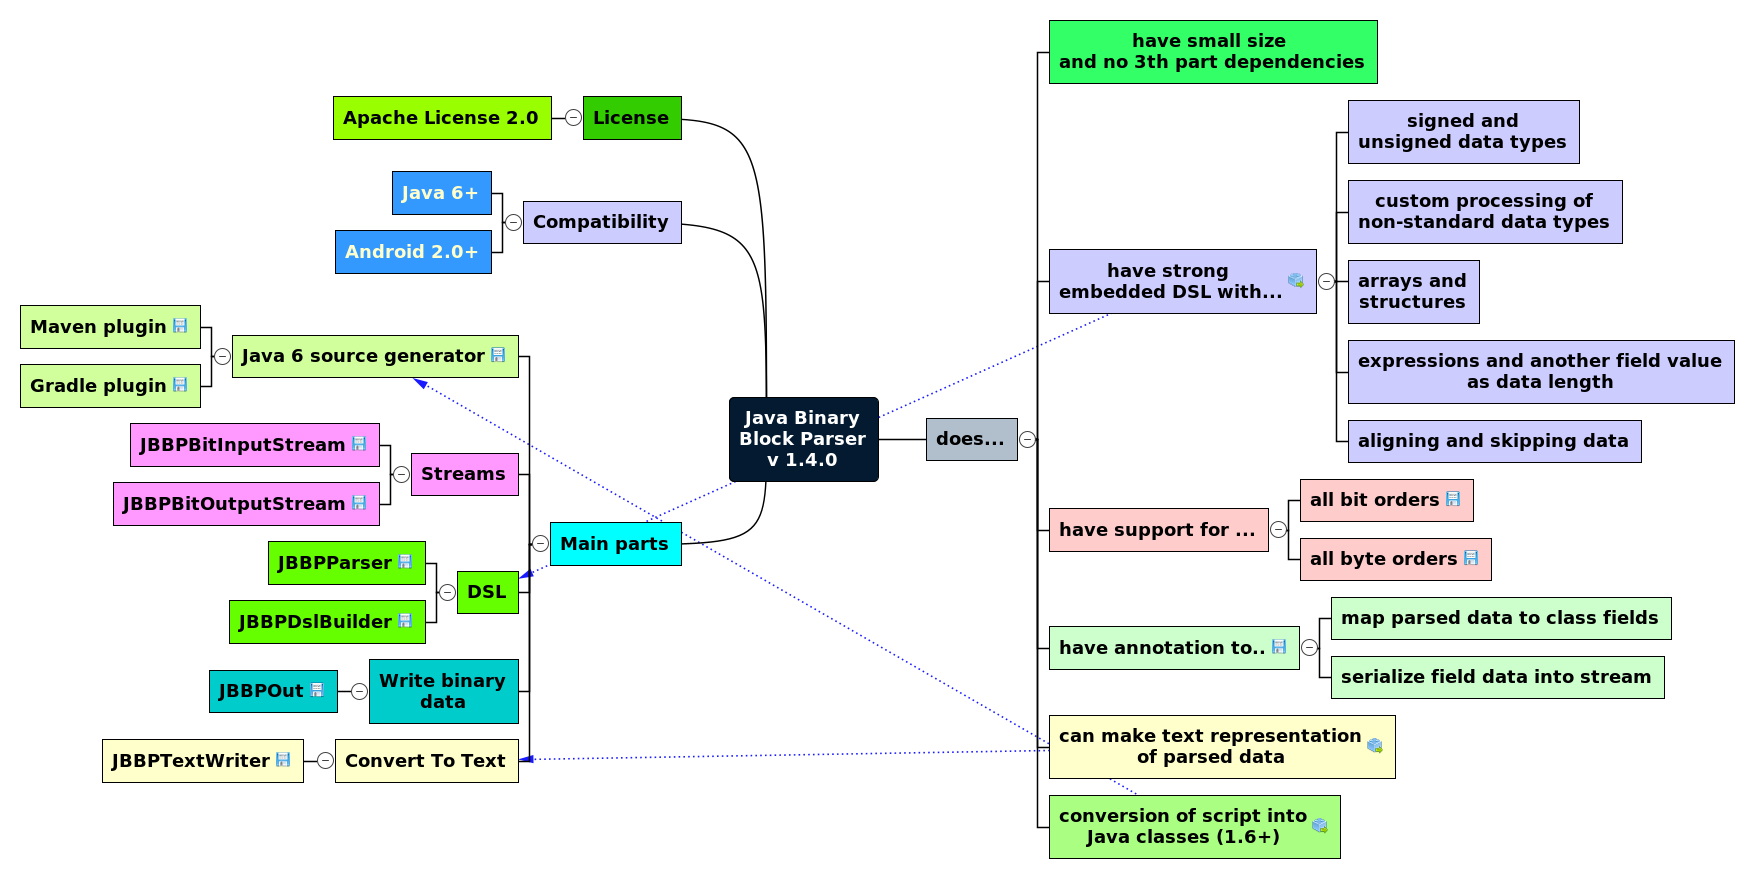 Java Binary
Block Parser
v 1.4.0
License
Apache License 2.0
Compatibility
Java 6+
Android 2.0+
Main parts
Java 6 source generator
Maven plugin
Gradle plugin
Streams
JBBPBitInputStream
JBBPBitOutputStream
DSL
JBBPParser
JBBPDslBuilder
Write binary
data
JBBPOut
Convert To Text
JBBPTextWriter
does...
have small size
and no 3th part dependencies
have strong
embedded DSL with...
signed and
unsigned data types
custom processing of
non-standard data types
arrays and
structures
expressions and another field value
as data length
aligning and skipping data
have support for ...
all bit orders
all byte orders
have annotation to..
map parsed data to class fields
serialize field data into stream
can make text representation
of parsed data
conversion of script into
Java classes (1.6+)